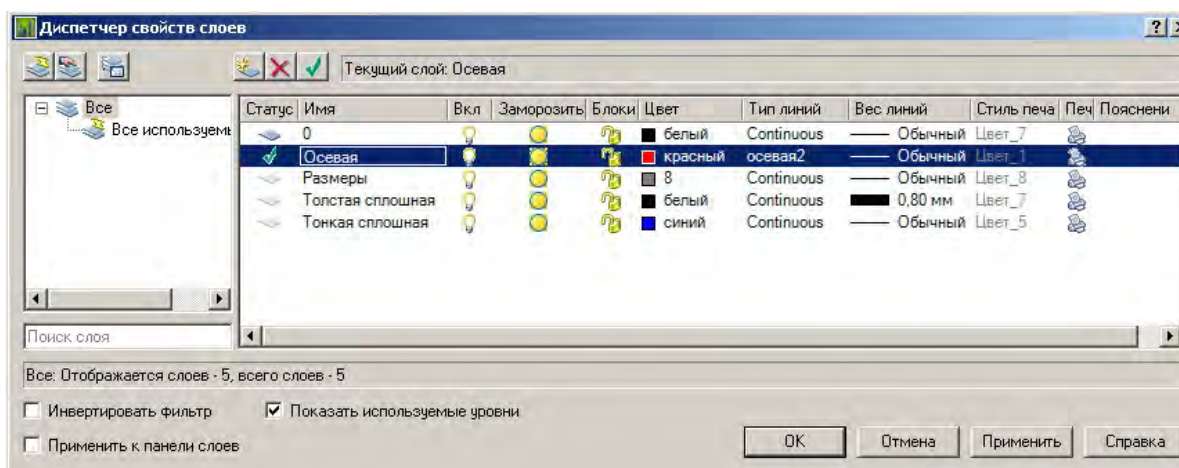 Диспетчер свойств слоев
Текущий слой: Осевая
Все
Все используемы
Статус Имя Вкл Заморозить Блоки Цвет Тип линий Вес линий Стиль печа Печ Пояснени
0 белый Continuous Обычный Цвет_7
Осевая красный осевая2 Обычный Цвет_1
Размеры 8 Continuous Обычный Цвет_8
Толстая сплошная белый Continuous 0,80 мм Цвет_7
Тонкая сплошная синий Continuous Обычный Цвет_5
Поиск слоя
Все: Отображается слоев - 5, всего слоев - 5
Инвертировать фильтр Показать используемые уровни
Применить к панели слоев
OK Отмена Применить Справка